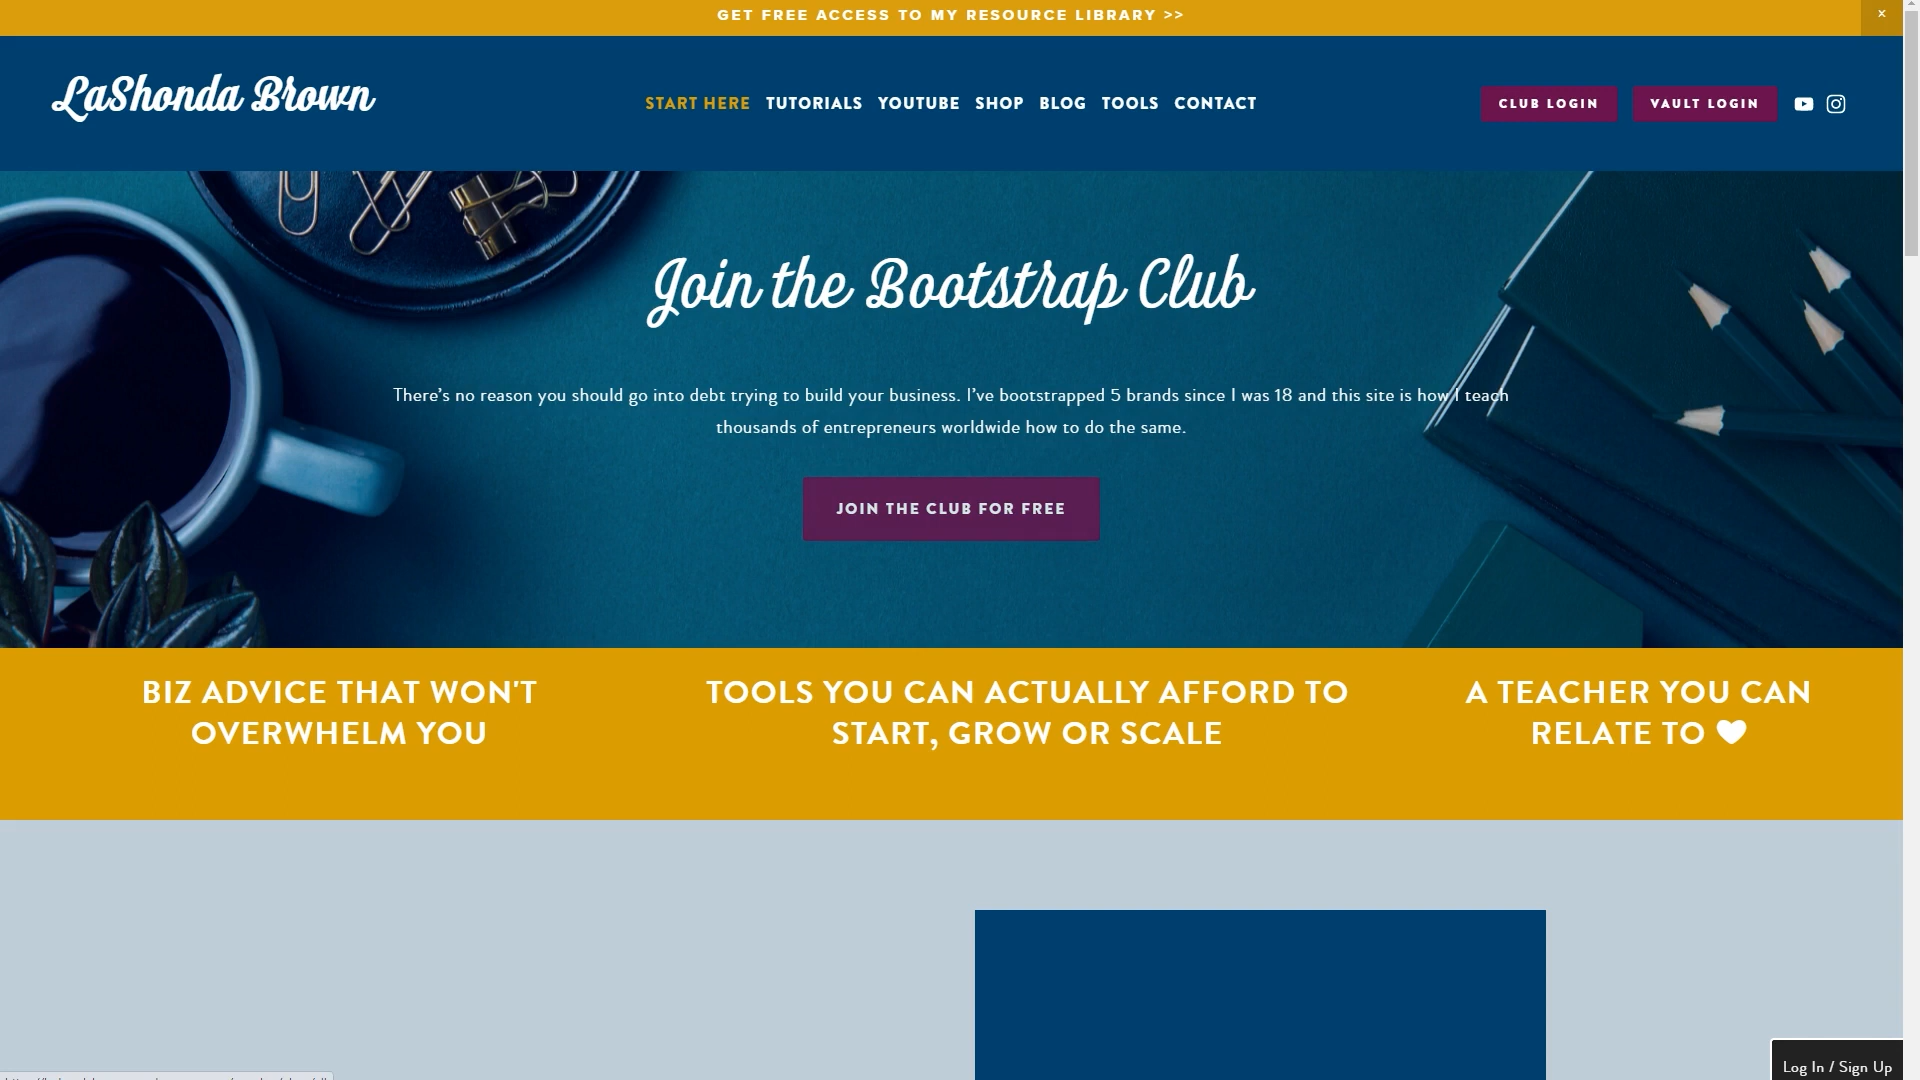 GET FREE ACCESS TO MY RESOURCE LIBRARY >>
×
LaShonda Brown
START HERE TUTORIALS YOUTUBE SHOP BLOG TOOLS CONTACT
CLUB LOGIN
VAULT LOGIN
Join the Bootstrap Club
There’s no reason you should go into debt trying to build your business. I’ve bootstrapped 5 brands since I was 18 and this site is how I teach
thousands of entrepreneurs worldwide how to do the same.
JOIN THE CLUB FOR FREE
BIZ ADVICE THAT WON'T
OVERWHELM YOU
TOOLS YOU CAN ACTUALLY AFFORD TO
START, GROW OR SCALE
A TEACHER YOU CAN
RELATE TO ♥
Log In / Sign Up